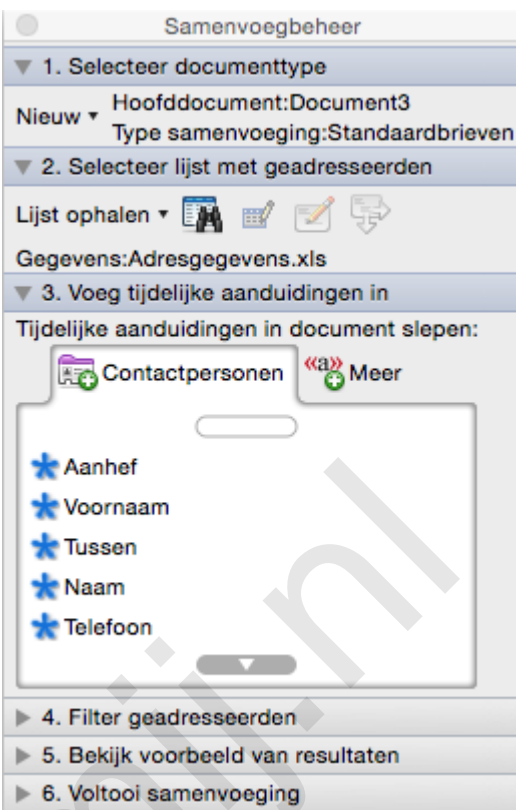 Samenvoegbeheer
1. Selecteer documenttype
Nieuw
Hoofddocument:Document3
Type samenvoeging:Standaardbrieven
2. Selecteer lijst met geadresseerden
Lijst ophalen
Gegevens:Adresgegevens.xls
3. Voeg tijdelijke aanduidingen in
Tijdelijke aanduidingen in document slepen:
Contactpersonen
«a» Meer
Aanhef
Voornaam
Tussen
Naam
Telefoon
4. Filter geadresseerden
5. Bekijk voorbeeld van resultaten
6. Voltooi samenvoeging
nij.nl